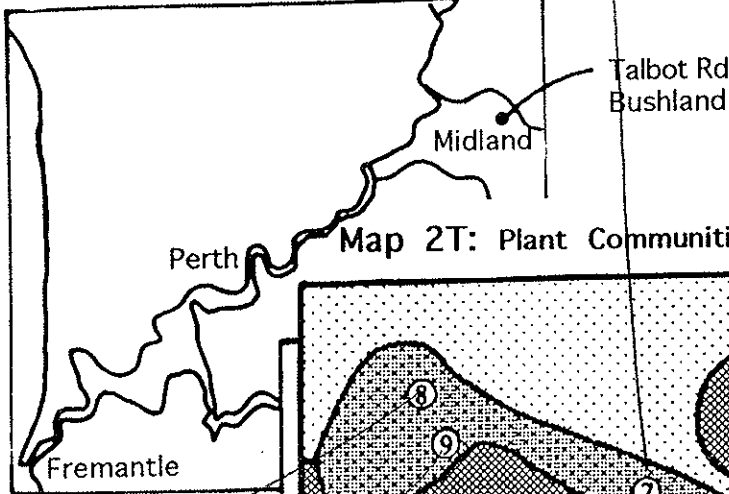 Talbot Rd
Bushland
Midland
Perth
Map 2T: Plant Communiti
8
9
7
Fremantle